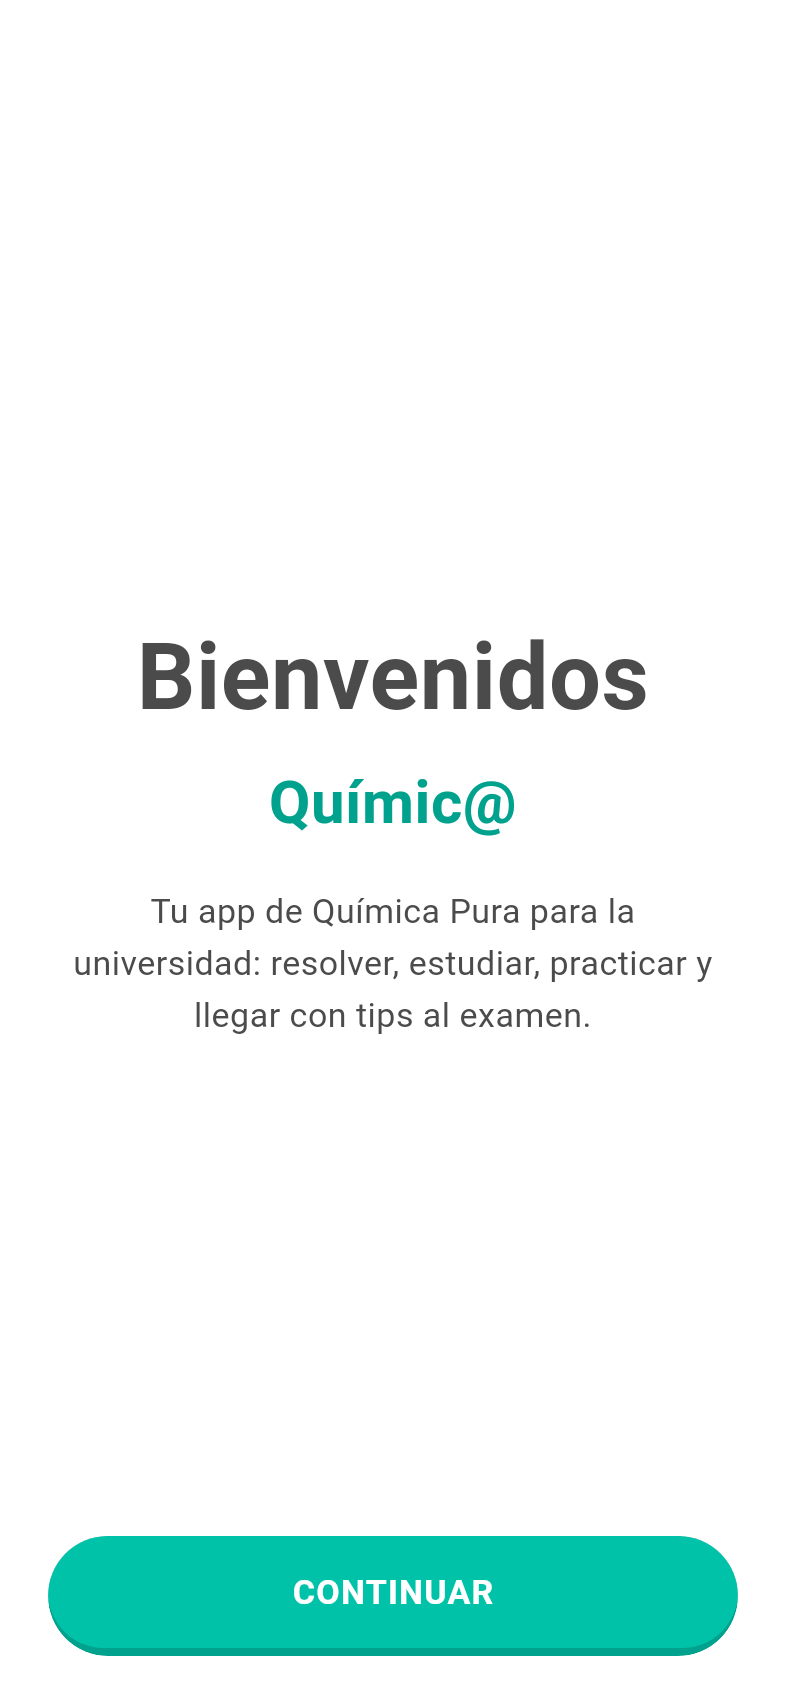 Bienvenidos
Químic@
Tu app de Química Pura para la
universidad: resolver, estudiar, practicar y
llegar con tips al examen.
CONTINUAR